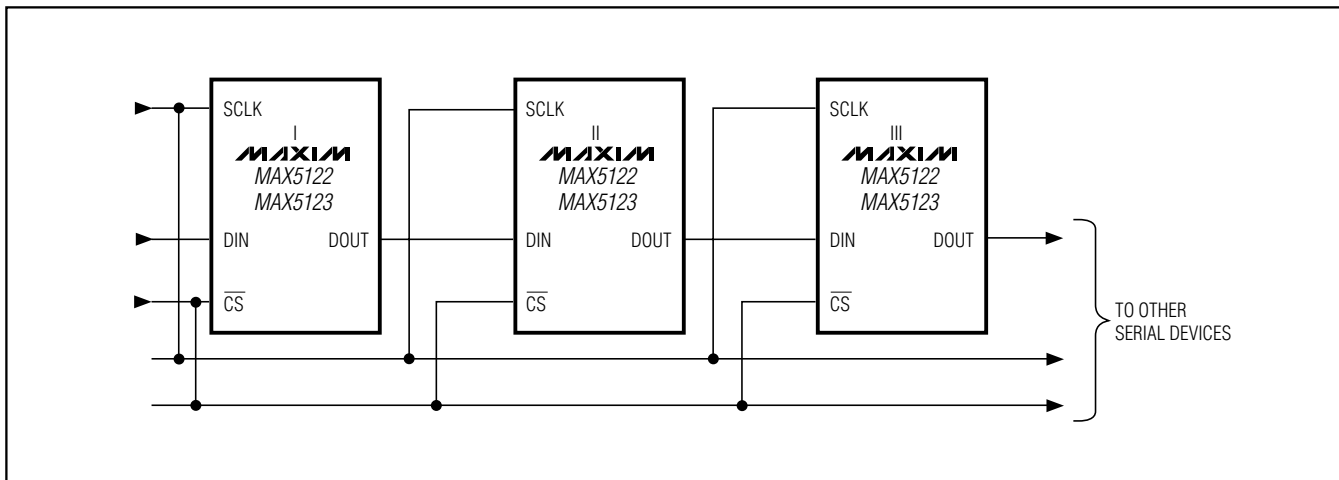 SCLK
I
MAXIM
MAX5122
MAX5123
DIN DOUT
CS
SCLK
II
MAXIM
MAX5122
MAX5123
DIN DOUT
CS
SCLK
III
MAXIM
MAX5122
MAX5123
DIN DOUT
CS
TO OTHER
SERIAL DEVICES